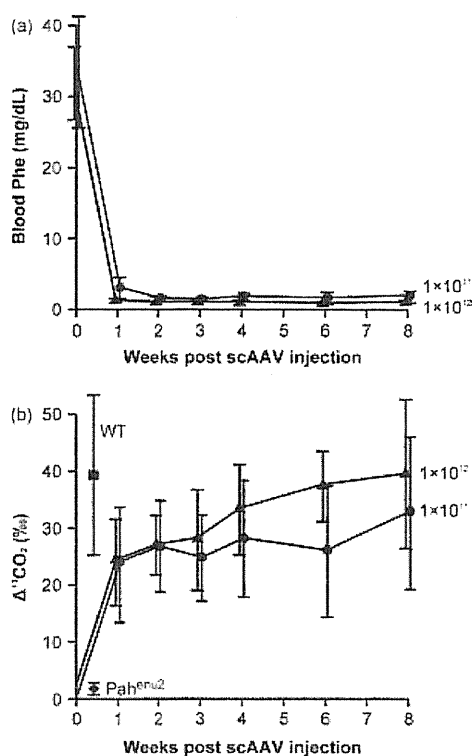 (a)
Blood Phe (mg/dL)
40
30
20
10
0
1×10¹¹
1×10¹²
0 1 2 3 4 5 6 7 8
Weeks post scAAV injection
(b)
Δ¹³CO₂ (‰)
50
40
30
20
10
0
WT
Pahᵉⁿᵘ²
1×10¹²
1×10¹¹
0 1 2 3 4 5 6 7 8
Weeks post scAAV injection